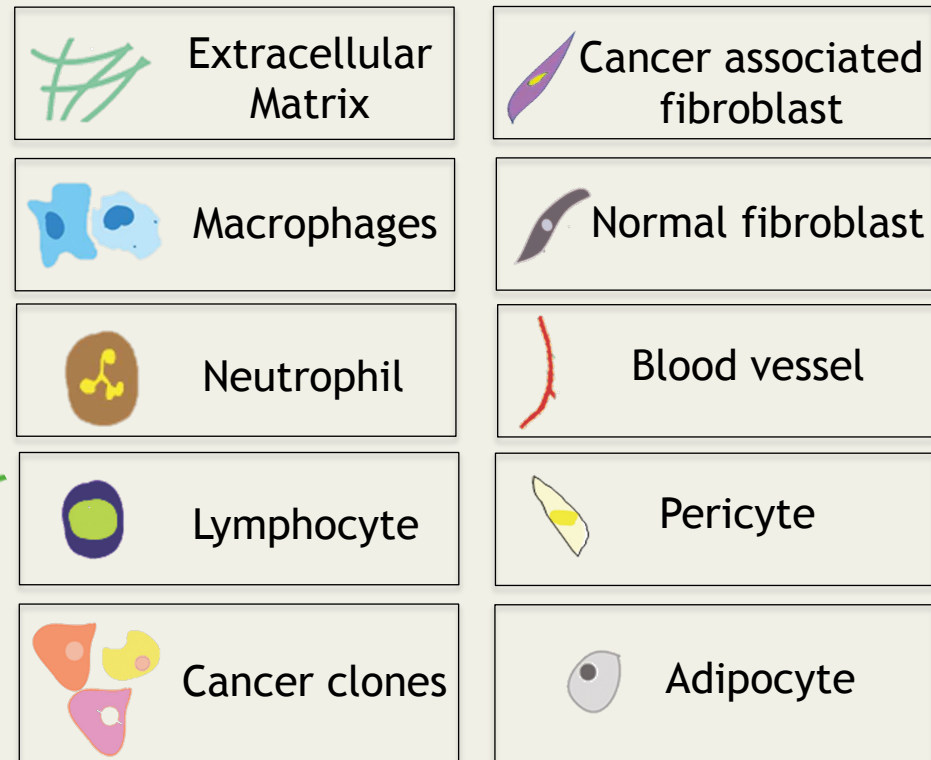 Extracellular
Matrix
Cancer associated
fibroblast
Macrophages
Normal fibroblast
Neutrophil
Blood vessel
Lymphocyte
Pericyte
Cancer clones
Adipocyte